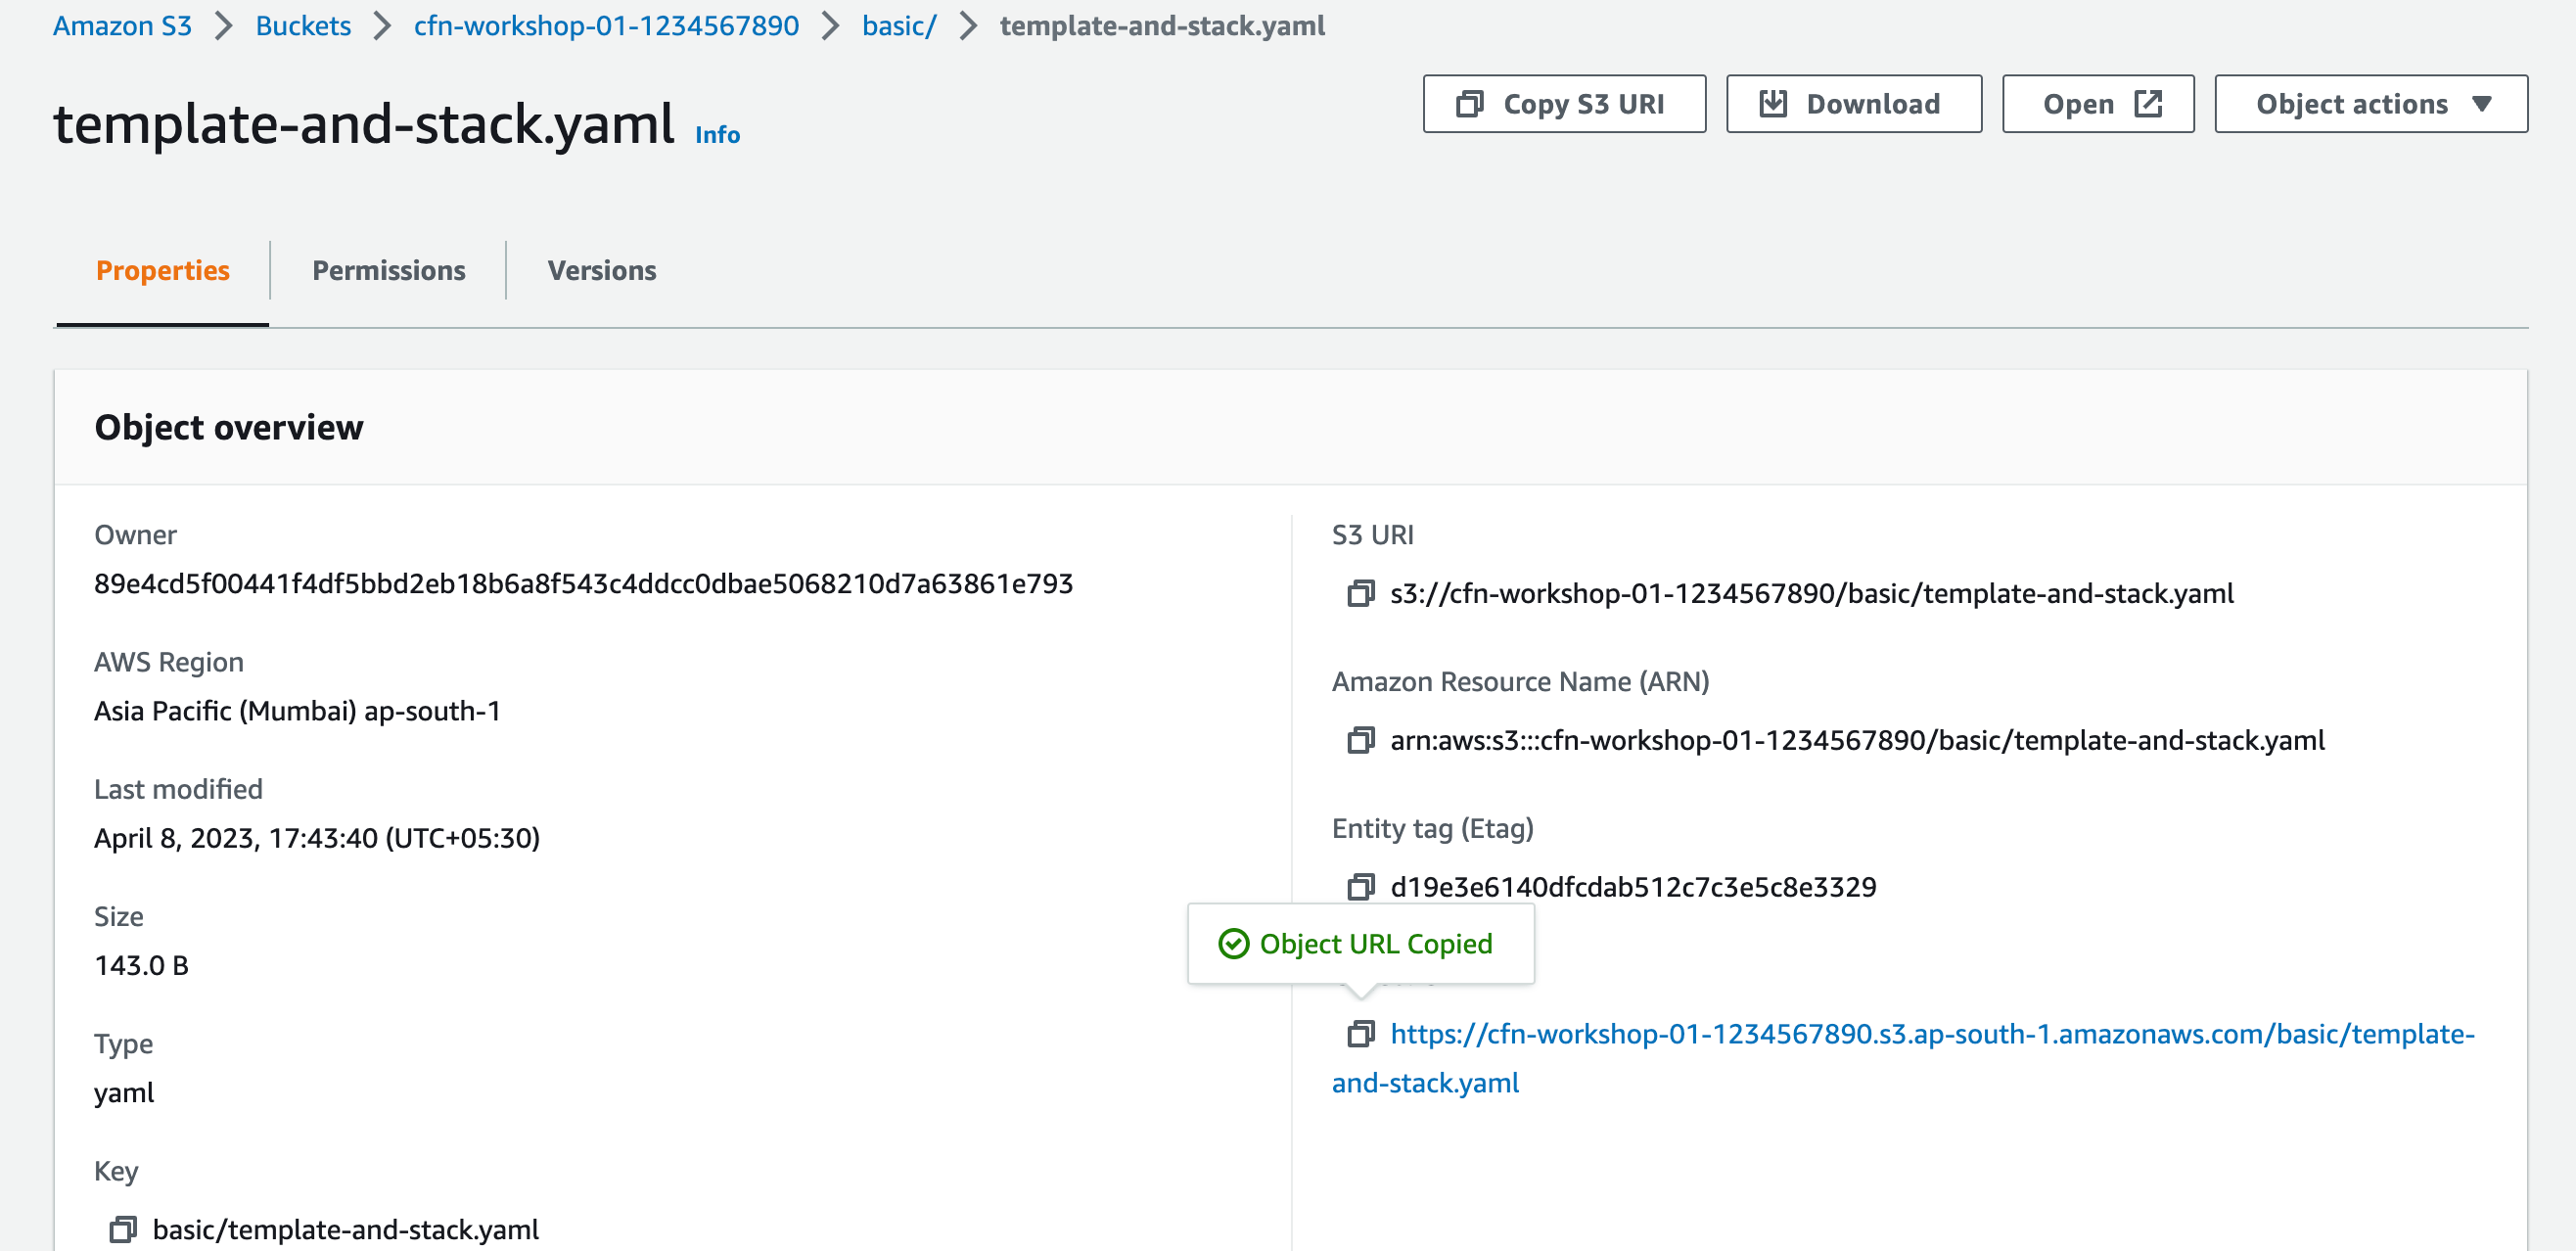 Amazon S3 > Buckets > cfn-workshop-01-1234567890 > basic/ > template-and-stack.yaml
template-and-stack.yaml Info
Copy S3 URI
Download
Open
Object actions
Properties
Permissions
Versions
Object overview
Owner
89e4cd5f00441f4df5bbd2eb18b6a8f543c4ddcc0dbae5068210d7a63861e793
AWS Region
Asia Pacific (Mumbai) ap-south-1
Last modified
April 8, 2023, 17:43:40 (UTC+05:30)
Size
143.0 B
Type
yaml
Key
basic/template-and-stack.yaml
S3 URI
s3://cfn-workshop-01-1234567890/basic/template-and-stack.yaml
Amazon Resource Name (ARN)
arn:aws:s3:::cfn-workshop-01-1234567890/basic/template-and-stack.yaml
Entity tag (Etag)
d19e3e6140dfcdab512c7c3e5c8e3329
Object URL Copied
https://cfn-workshop-01-1234567890.s3.ap-south-1.amazonaws.com/basic/template-
and-stack.yaml